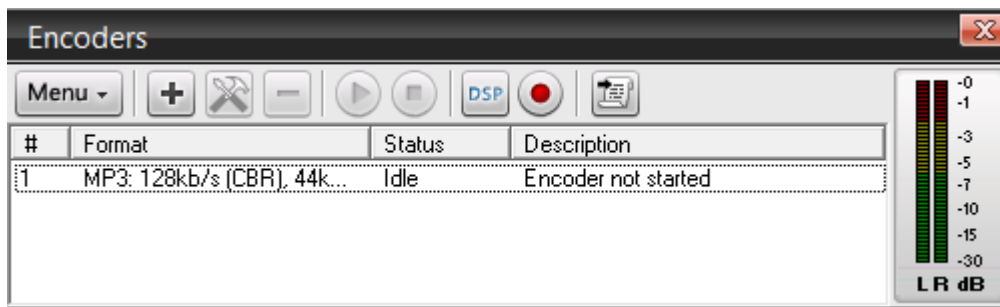 Encoders
Menu DSP
# Format Status Description
1 MP3: 128kb/s (CBR), 44k... Idle Encoder not started
-0
-1
-3
-5
-7
-10
-15
-30
L R dB